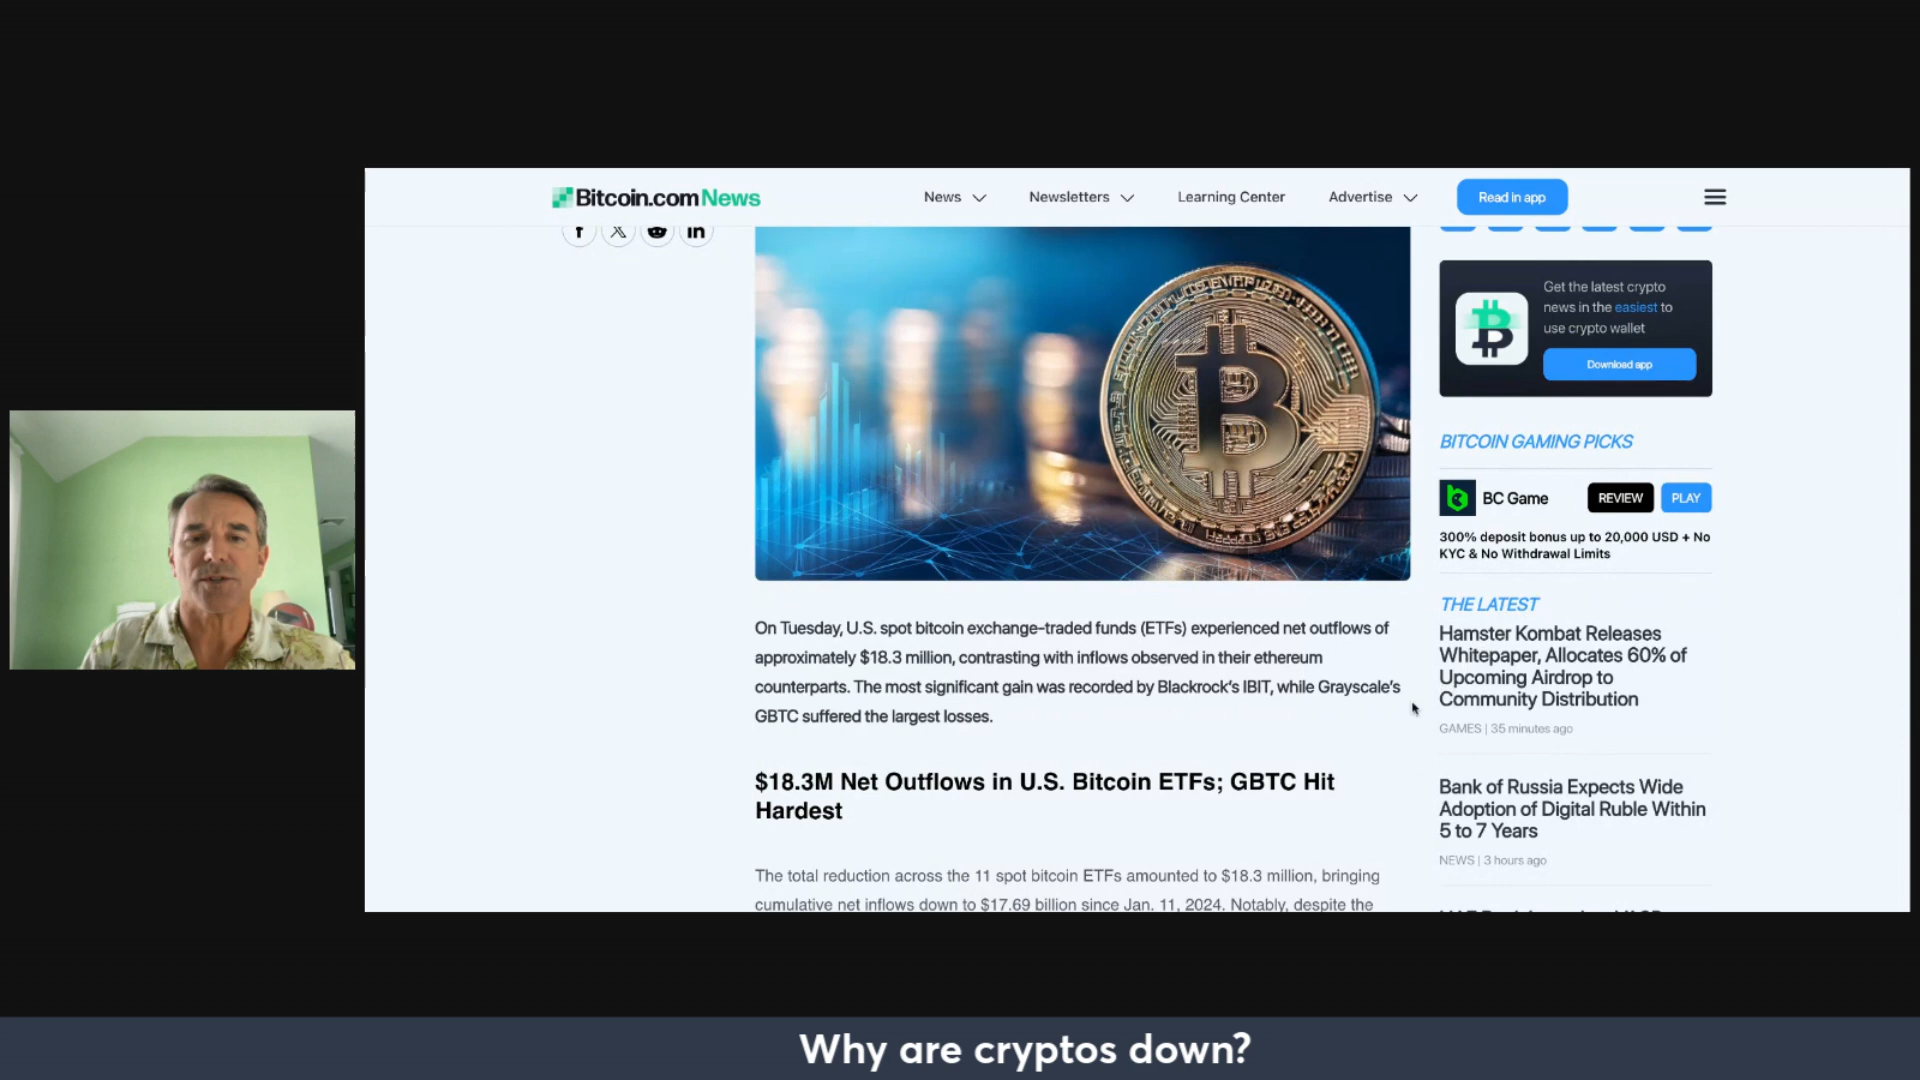 Bitcoin.com News
News
Newsletters
Learning Center
Advertise
Read in app
Get the latest crypto
news in the easiest to
use crypto wallet
Download app
BITCOIN GAMING PICKS
BC Game
REVIEW
PLAY
300% deposit bonus up to 20,000 USD + No
KYC & No Withdrawal Limits
THE LATEST
Hamster Kombat Releases
Whitepaper, Allocates 60% of
Upcoming Airdrop to
Community Distribution
GAMES | 35 minutes ago
Bank of Russia Expects Wide
Adoption of Digital Ruble Within
5 to 7 Years
NEWS | 3 hours ago
On Tuesday, U.S. spot bitcoin exchange-traded funds (ETFs) experienced net outflows of
approximately $18.3 million, contrasting with inflows observed in their ethereum
counterparts. The most significant gain was recorded by Blackrock's IBIT, while Grayscale's
GBTC suffered the largest losses.
$18.3M Net Outflows in U.S. Bitcoin ETFs; GBTC Hit
Hardest
The total reduction across the 11 spot bitcoin ETFs amounted to $18.3 million, bringing
cumulative net inflows down to $17.69 billion since Jan. 11, 2024. Notably, despite the
Why are cryptos down?